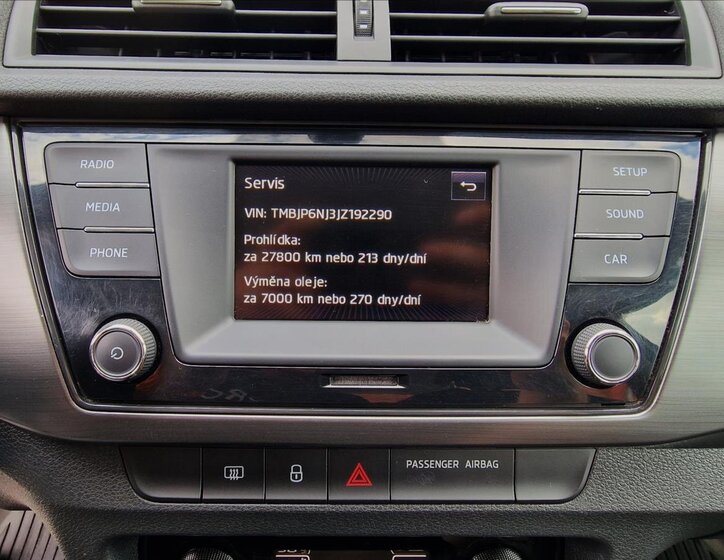 RADIO
MEDIA
PHONE
Servis
VIN: TMBJP6NJ3JZ192290
Prohlídka:
za 27800 km nebo 213 dny/dní
Výměna oleje:
za 7000 km nebo 270 dny/dní
SETUP
SOUND
CAR
PASSENGER AIRBAG